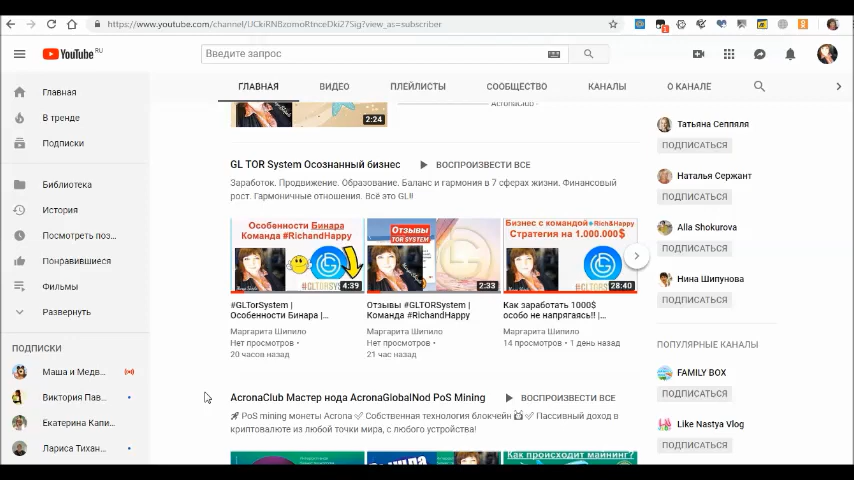 https://www.youtube.com/channel/UCkiRNBzomoRtnceDki27Sig?view_as=subscriber
YouTube RU
Введите запрос
ГЛАВНАЯ ВИДЕО ПЛЕЙЛИСТЫ СООБЩЕСТВО КАНАЛЫ О КАНАЛЕ
Главная
В тренде
Подписки
Библиотека
История
Посмотреть поз...
Понравившиеся
Фильмы
Развернуть
ПОДПИСКИ
Маша и Медв...
Виктория Пав...
Екатерина Капи...
Лариса Тихан...
2:24
AcronaClub
GL TOR System Осознанный бизнес ВОСПРОИЗВЕСТИ ВСЕ
Заработок. Продвижение. Образование. Баланс и гармония в 7 сферах жизни. Финансовый
рост. Гармоничные отношения. Всё это GL!!
Особенности Бинара
Команда #RichandHappy
4:39
Отзывы
TOR SYSTEM
2:33
Бизнес с командой Rich&Happy
Стратегия на 1.000.000$
28:40
#GLTorSystem |
Особенности Бинара |...
Маргарита Шипило
Нет просмотров •
20 часов назад
Отзывы #GLTORSystem |
Команда #RichandHappy
Маргарита Шипило
Нет просмотров •
21 час назад
Как заработать 1000$
особо не напрягаясь!! |...
Маргарита Шипило
14 просмотров • 1 день назад
AcronaClub Мастер нода AcronaGlobalNod PoS Mining ВОСПРОИЗВЕСТИ ВСЕ
PoS mining монеты Acrona Собственная технология блокчейн Пассивный доход в
криптовалюте из любой точки мира, с любого устройства!
Как происходит майнинг?
Татьяна Сеппяля
ПОДПИСАТЬСЯ
Наталья Сержант
ПОДПИСАТЬСЯ
Alla Shokurova
ПОДПИСАТЬСЯ
Нина Шипунова
ПОДПИСАТЬСЯ
ПОПУЛЯРНЫЕ КАНАЛЫ
FAMILY BOX
ПОДПИСАТЬСЯ
Like Nastya Vlog
ПОДПИСАТЬСЯ